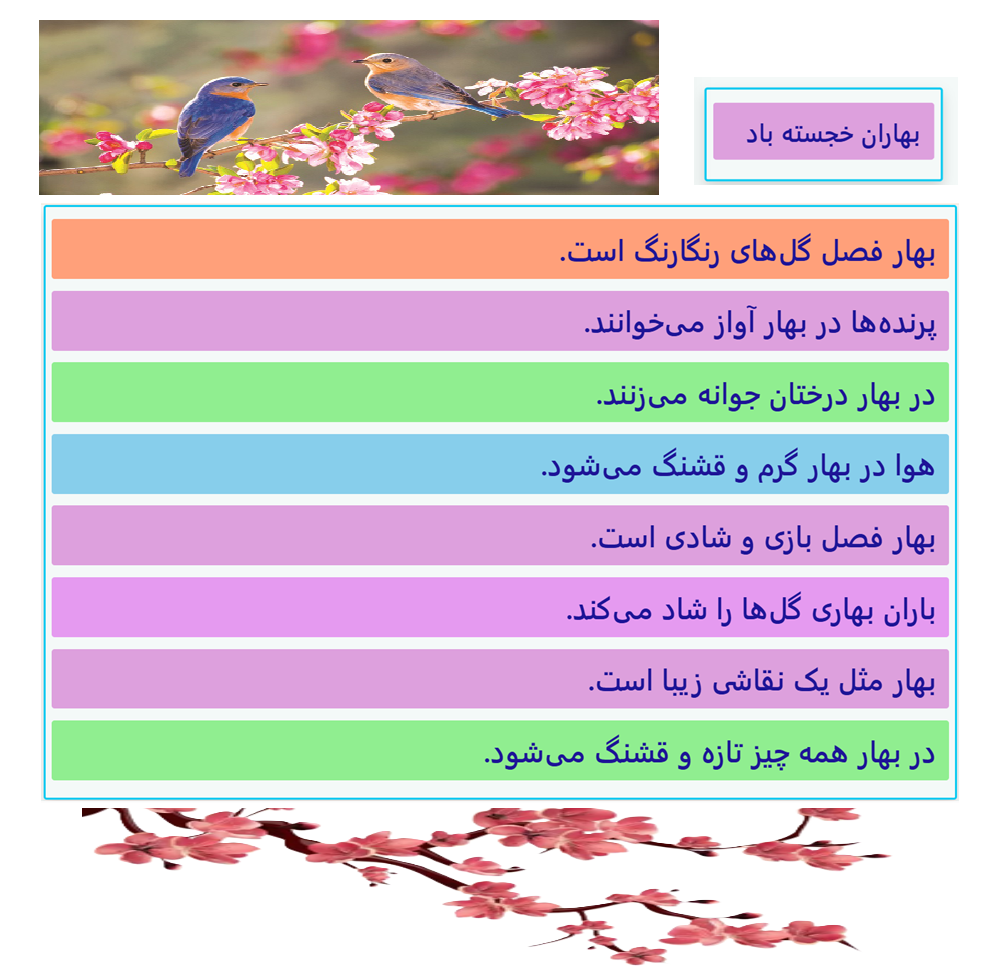 بهاران خجسته باد
بهار فصل گل‌های رنگارنگ است.
پرنده‌ها در بهار آواز می‌خوانند.
در بهار درختان جوانه می‌زنند.
هوا در بهار گرم و قشنگ می‌شود.
بهار فصل بازی و شادی است.
باران بهاری گل‌ها را شاد می‌کند.
بهار مثل یک نقاشی زیبا است.
در بهار همه چیز تازه و قشنگ می‌شود.